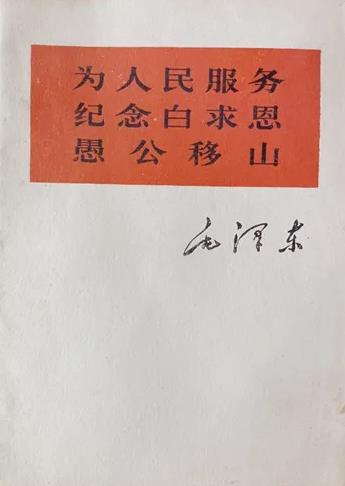 为人民服务
纪念白求恩
愚公移山
毛泽东